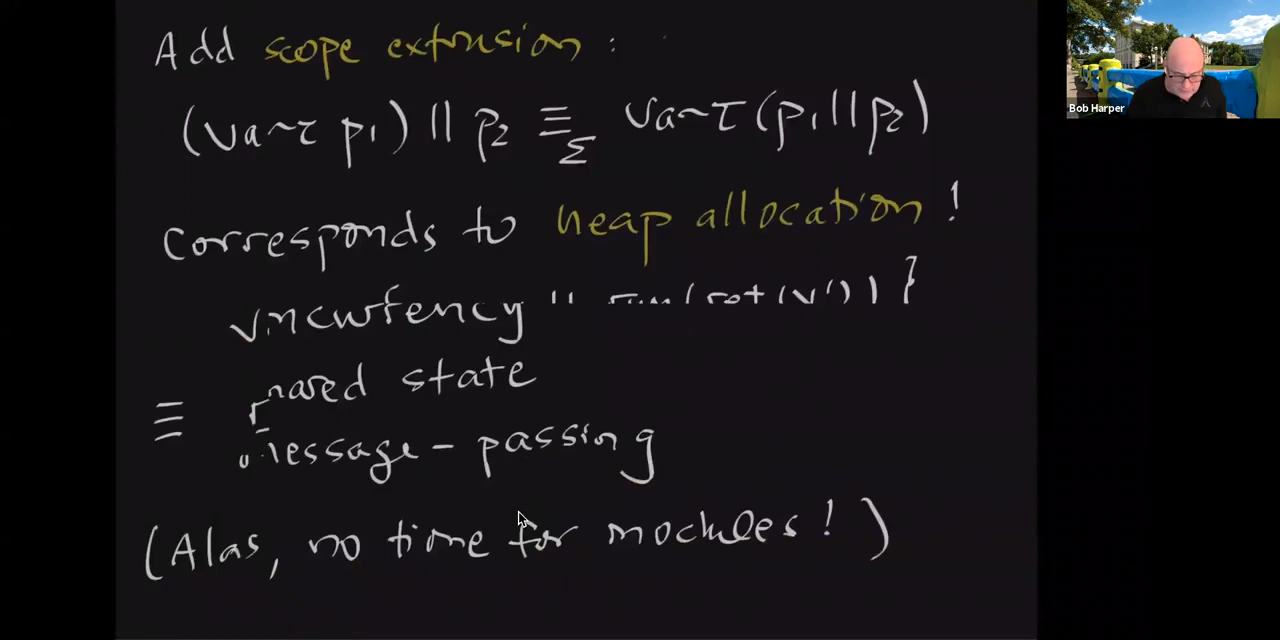 Add scope extrusion :
(νa~τ p1) || p2 ≡Σ νa~τ (p1 || p2)
Bob Harper
corresponds to heap allocation !
state
≡
message - passing
(Alas, no time for modules ! )